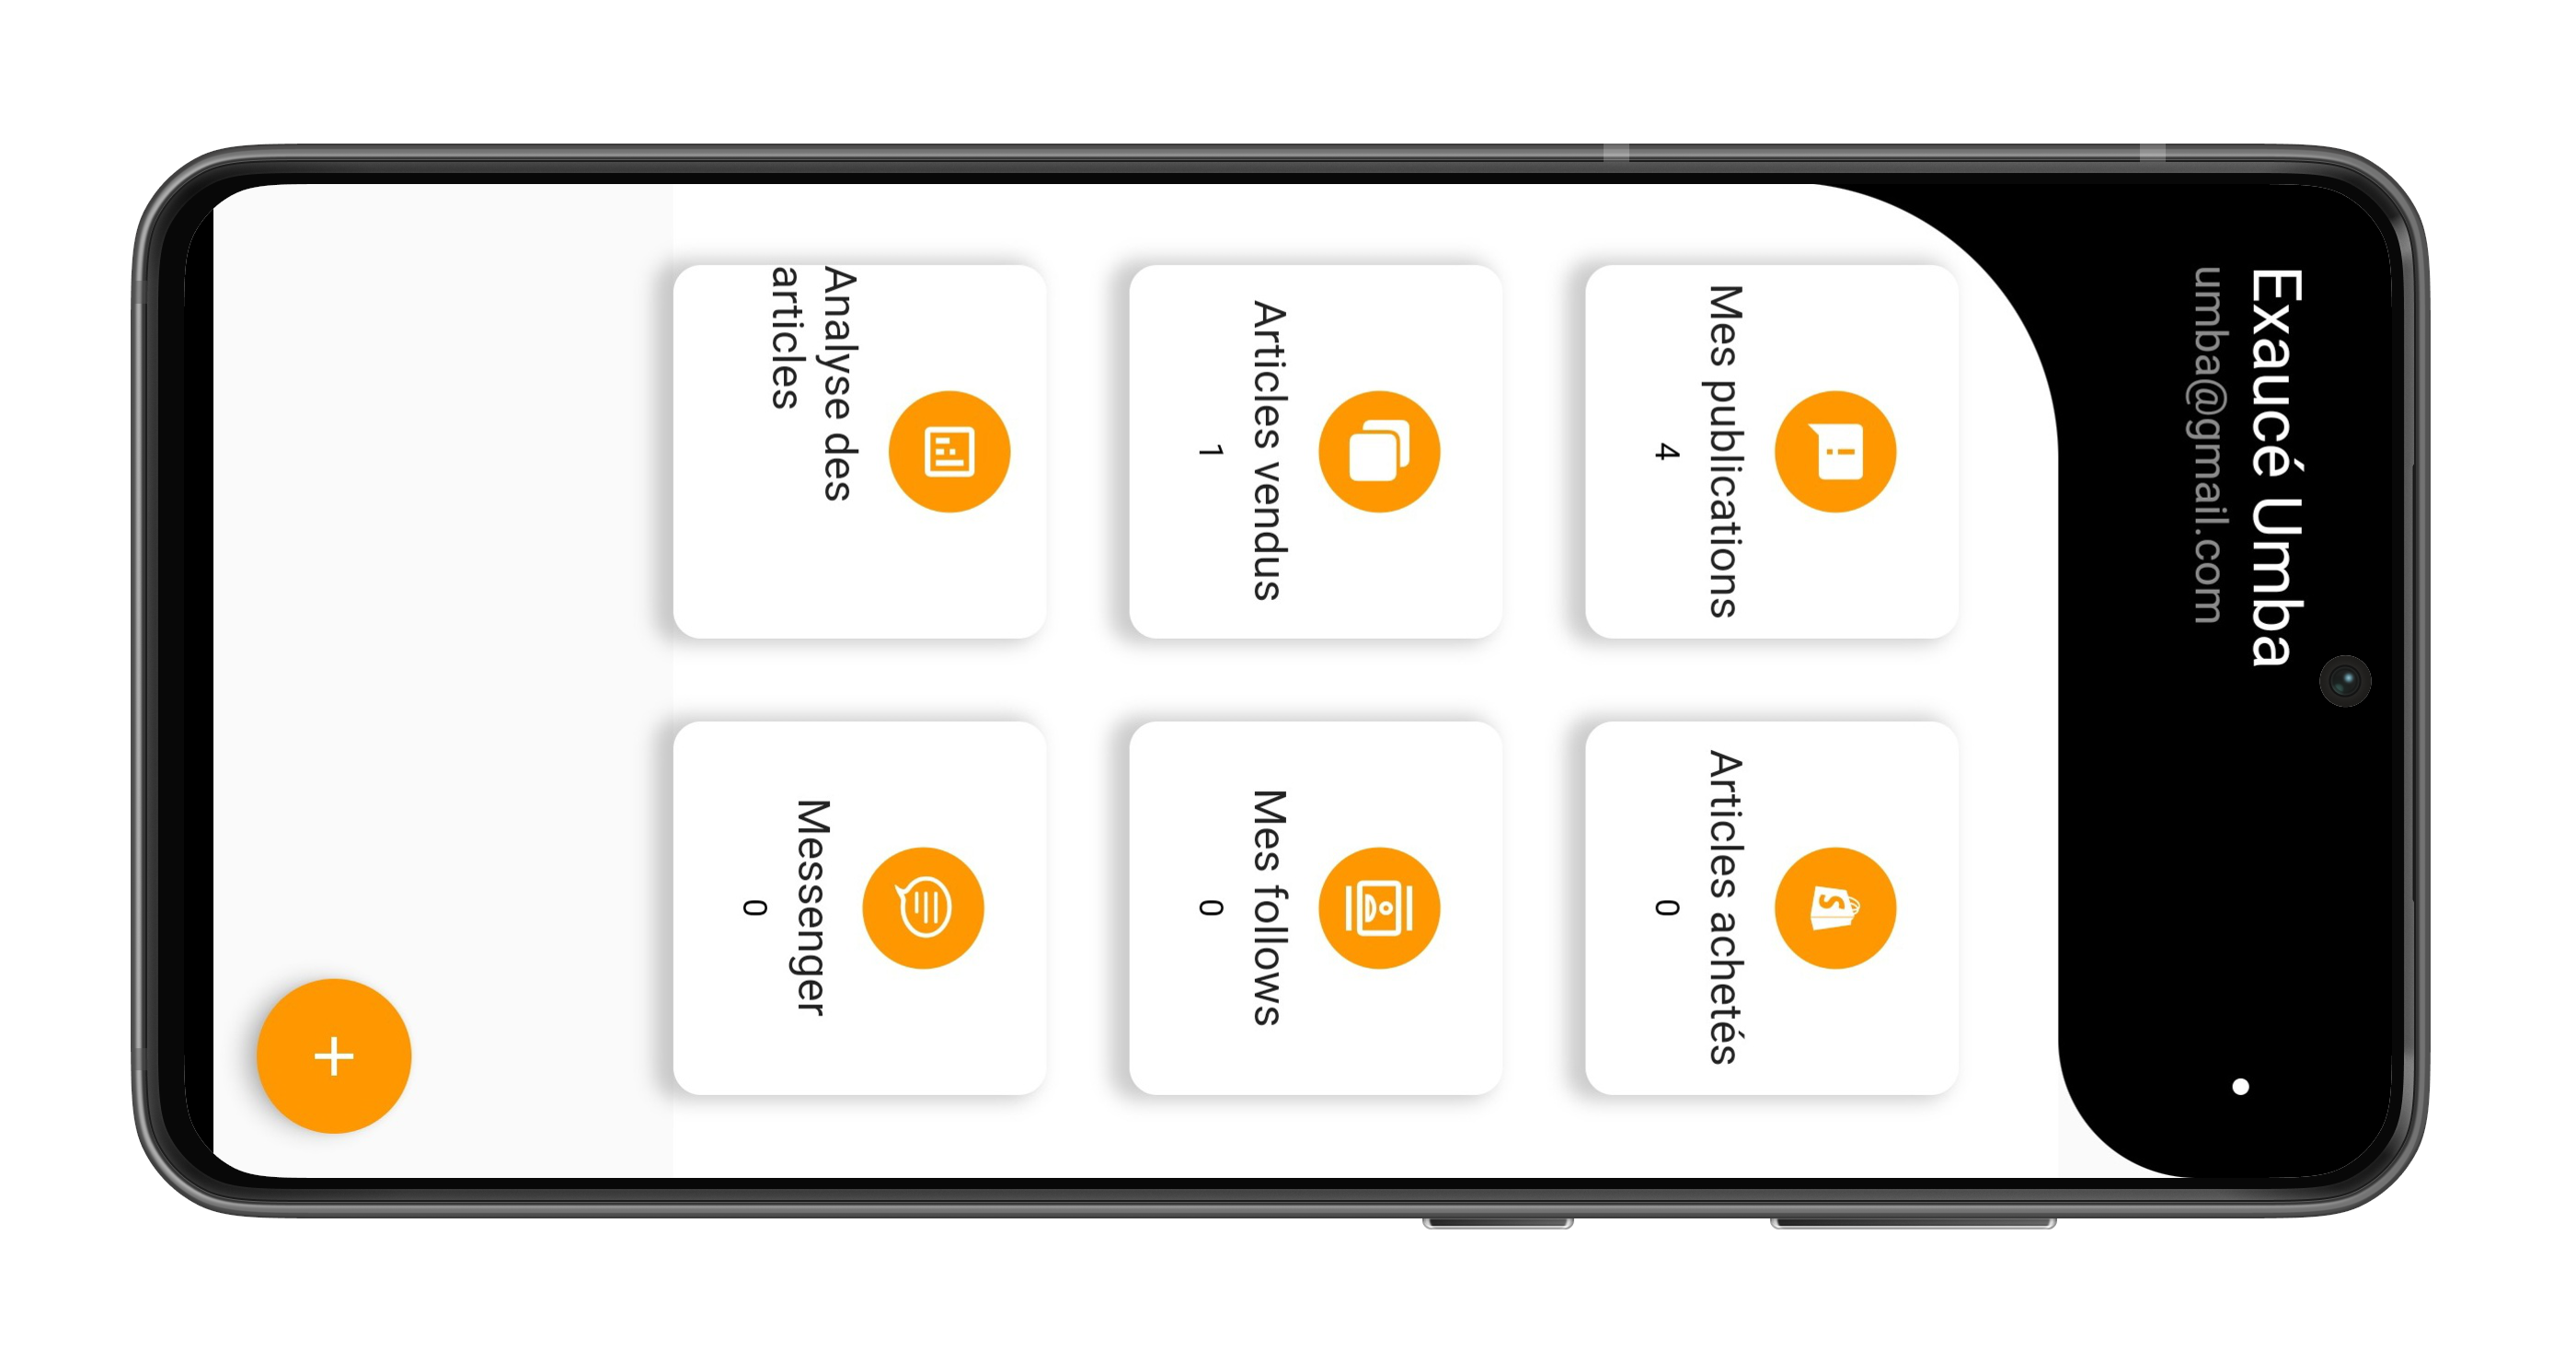 Exaucé Umba
umba@gmail.com
Mes publications
4
Articles achetés
0
Articles vendus
1
Mes follows
0
Analyse des
articles
Messenger
0